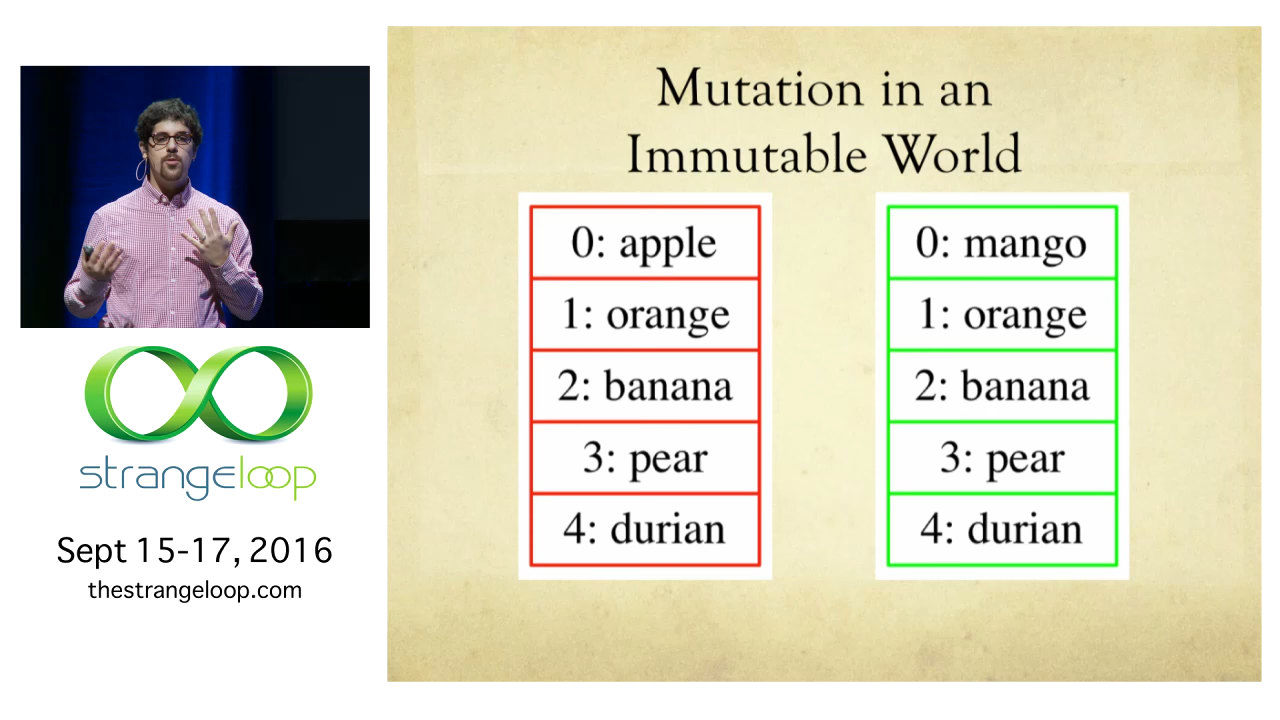 Mutation in an
Immutable World
0: apple
1: orange
2: banana
3: pear
4: durian
0: mango
1: orange
2: banana
3: pear
4: durian
strangeloop
Sept 15-17, 2016
thestrangeloop.com